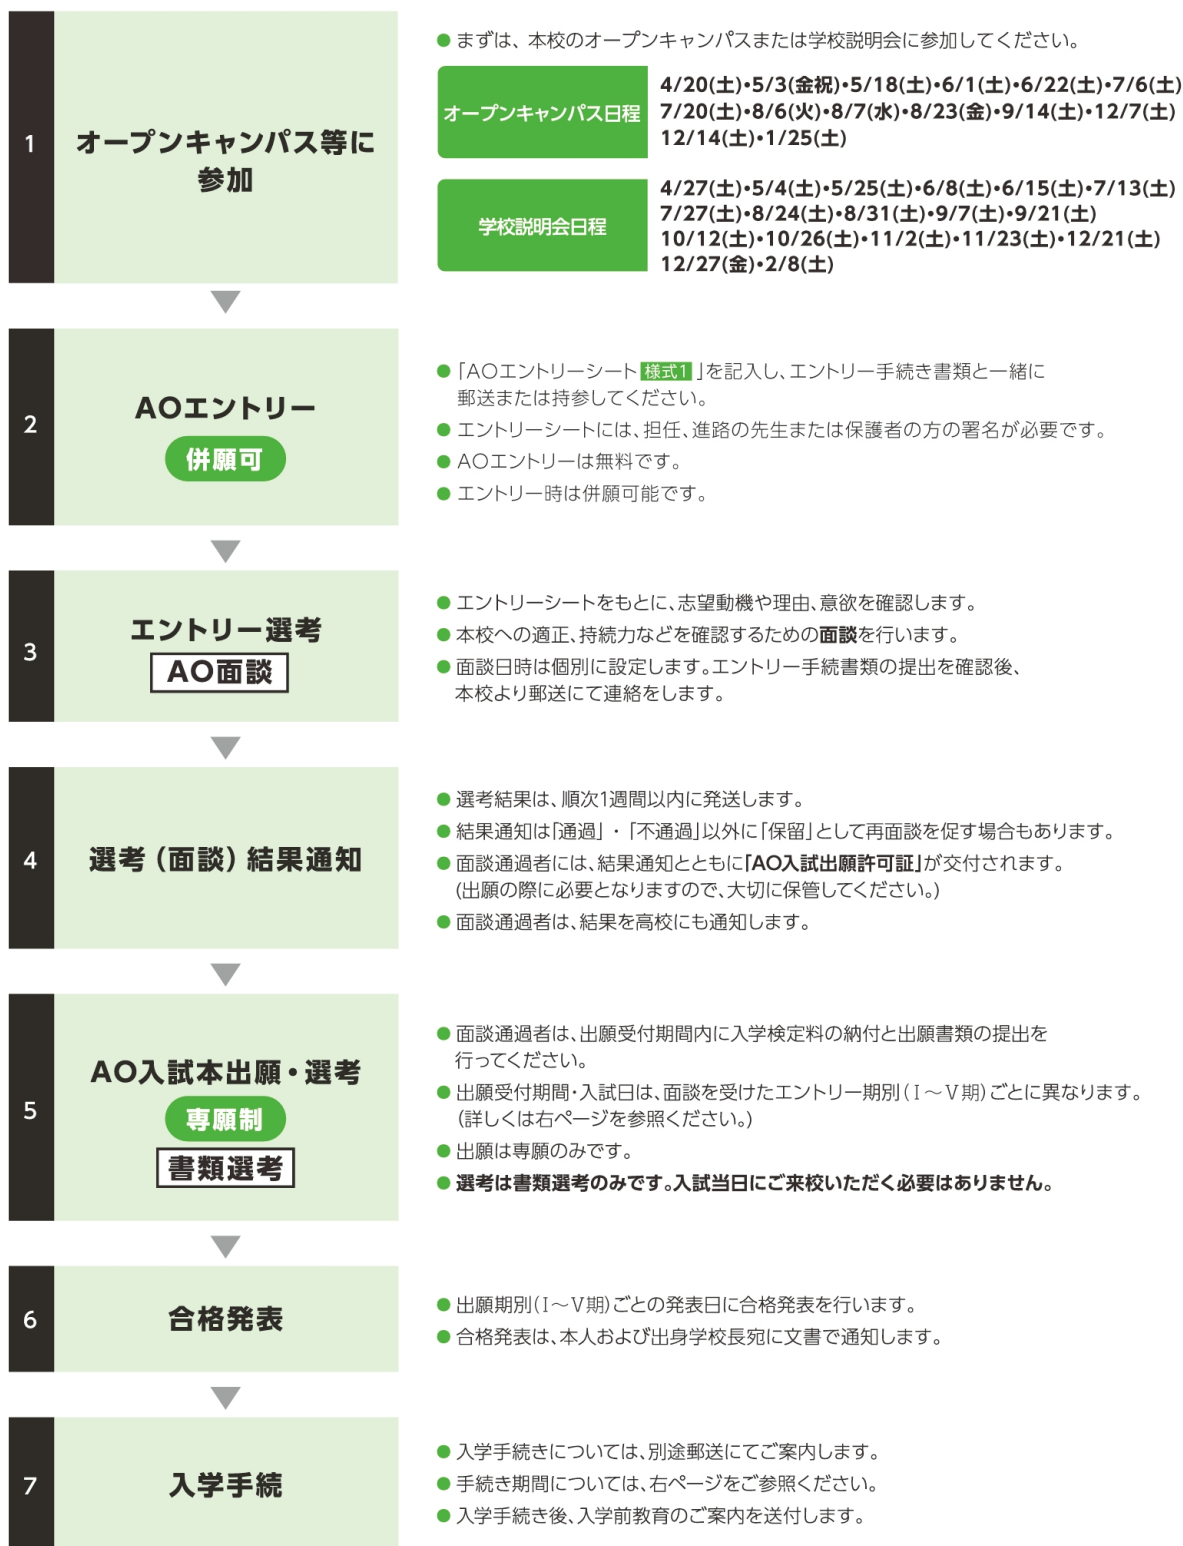 1
オープンキャンパス等に
参加
● まずは、本校のオープンキャンパスまたは学校説明会に参加してください。
オープンキャンパス日程
4/20(土)・5/3(金祝)・5/18(土)・6/1(土)・6/22(土)・7/6(土)
7/20(土)・8/6(火)・8/7(水)・8/23(金)・9/14(土)・12/7(土)
12/14(土)・1/25(土)
学校説明会日程
4/27(土)・5/4(土)・5/25(土)・6/8(土)・6/15(土)・7/13(土)
7/27(土)・8/24(土)・8/31(土)・9/7(土)・9/21(土)
10/12(土)・10/26(土)・11/2(土)・11/23(土)・12/21(土)
12/27(金)・2/8(土)
2
AOエントリー
併願可
● 「AOエントリーシート 様式1 」を記入し、エントリー手続き書類と一緒に
郵送または持参してください。
● エントリーシートには、担任、進路の先生または保護者の方の署名が必要です。
● AOエントリーは無料です。
● エントリー時は併願可能です。
3
エントリー選考
AO面談
● エントリーシートをもとに、志望動機や理由、意欲を確認します。
● 本校への適正、持続力などを確認するための面談を行います。
● 面談日時は個別に設定します。エントリー手続書類の提出を確認後、
本校より郵送にて連絡をします。
4
選考（面談）結果通知
● 選考結果は、順次1週間以内に発送します。
● 結果通知は「通過」・「不通過」以外に「保留」として再面談を促す場合もあります。
● 面談通過者には、結果通知とともに「AO入試出願許可証」が交付されます。
(出願の際に必要となりますので、大切に保管してください。)
● 面談通過者は、結果を高校にも通知します。
5
AO入試本出願・選考
専願制
書類選考
● 面談通過者は、出願受付期間内に入学検定料の納付と出願書類の提出を
行ってください。
● 出願受付期間・入試日は、面談を受けたエントリー期別(Ⅰ～Ⅴ期)ごとに異なります。
(詳しくは右ページを参照ください。)
● 出願は専願のみです。
● 選考は書類選考のみです。入試当日にご来校いただく必要はありません。
6
合格発表
● 出願期別(Ⅰ～Ⅴ期)ごとの発表日に合格発表を行います。
● 合格発表は、本人および出身学校長宛に文書で通知します。
7
入学手続
● 入学手続きについては、別途郵送にてご案内します。
● 手続き期間については、右ページをご参照ください。
● 入学手続き後、入学前教育のご案内を送付します。